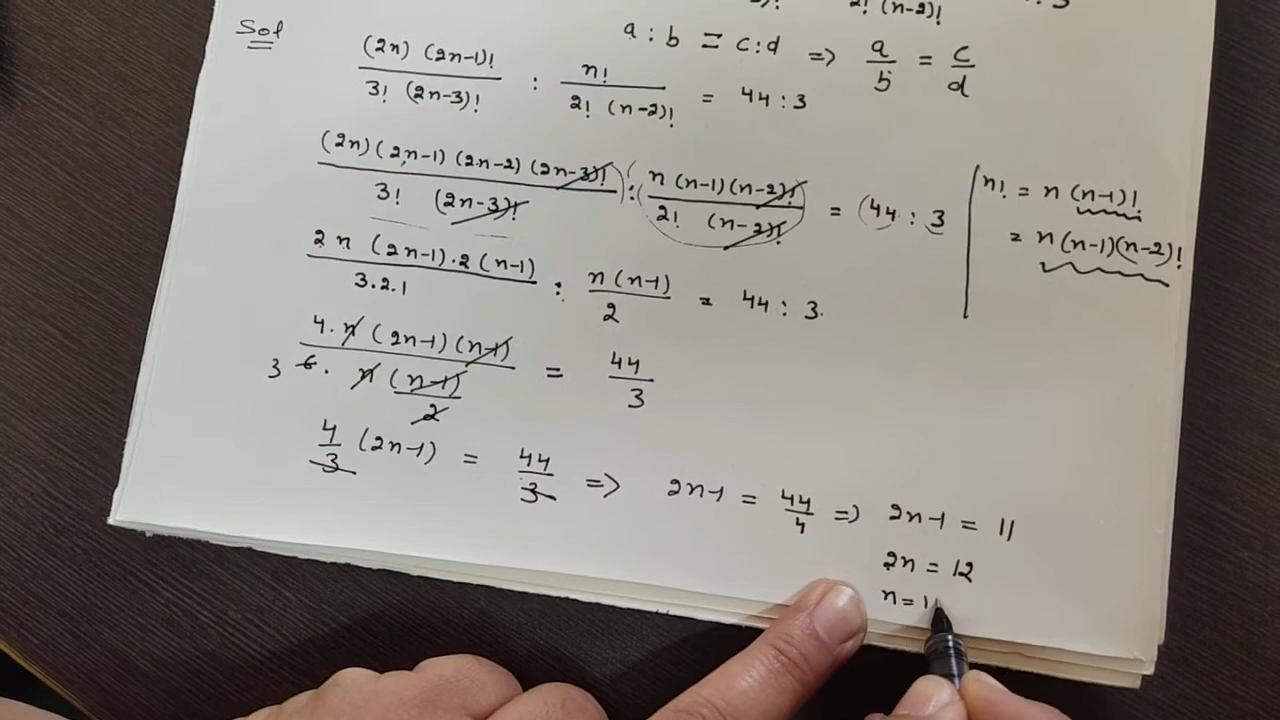 2! (n-2)!
Sol
a : b = c : d => a/b = c/d
(2n) (2n-1)! / 3! (2n-3)! : n! / 2! (n-2)! = 44 : 3
(2n) (2n-1) (2n-2) (2n-3)! / 3! (2n-3)! : n (n-1) (n-2)! / 2! (n-2)! = (44 : 3
n! = n (n-1)!
= n (n-1) (n-2)!
2n (2n-1) . 2 (n-1) / 3.2.1 : n (n-1) / 2 = 44 : 3.
4. n (2n-1) (n-1) / 3 6. n (n-1) / 2 = 44 / 3
4/3 (2n-1) = 44/3 => 2n-1 = 44/4 => 2n-1 = 11
2n = 12
n =